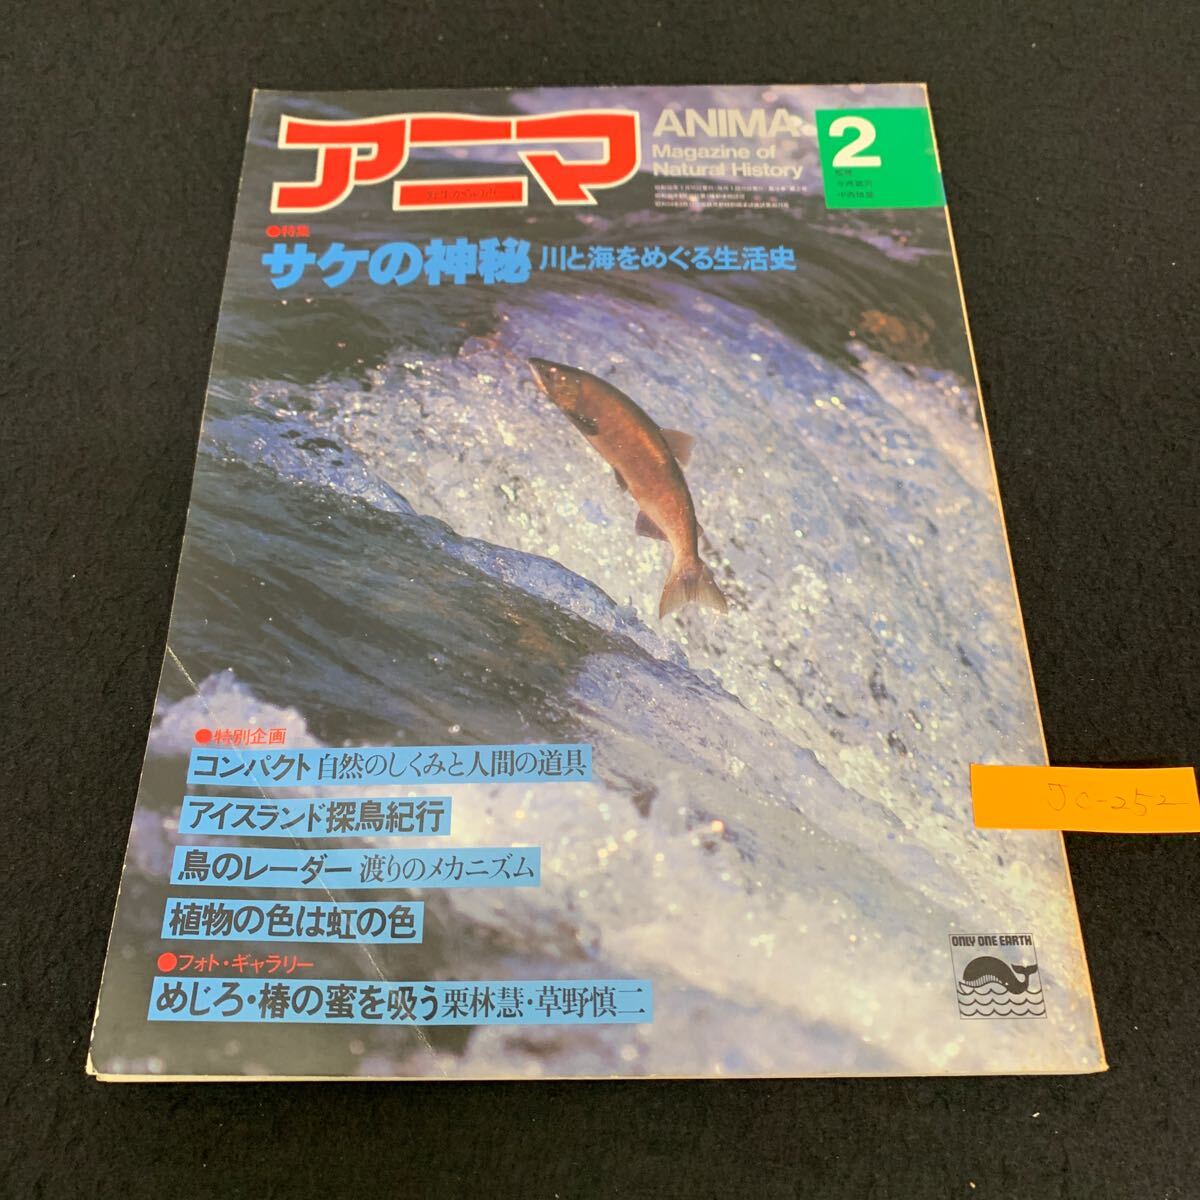 アニマ
ANIMA
Magazine of
Natural History
2
監修
●特集
サケの神秘 川と海をめぐる生活史
●特別企画
コンパクト 自然のしくみと人間の道具
アイスランド探鳥紀行
鳥のレーダー 渡りのメカニズム
植物の色は虹の色
●フォト・ギャラリー
めじろ・椿の蜜を吸う 栗林慧・草野慎二
ONLY ONE EARTH
JC-252